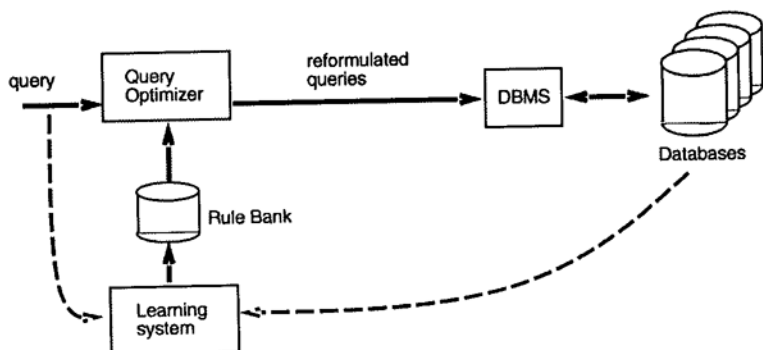 query
Query
Optimizer
reformulated
queries
DBMS
Databases
Rule Bank
Learning
system